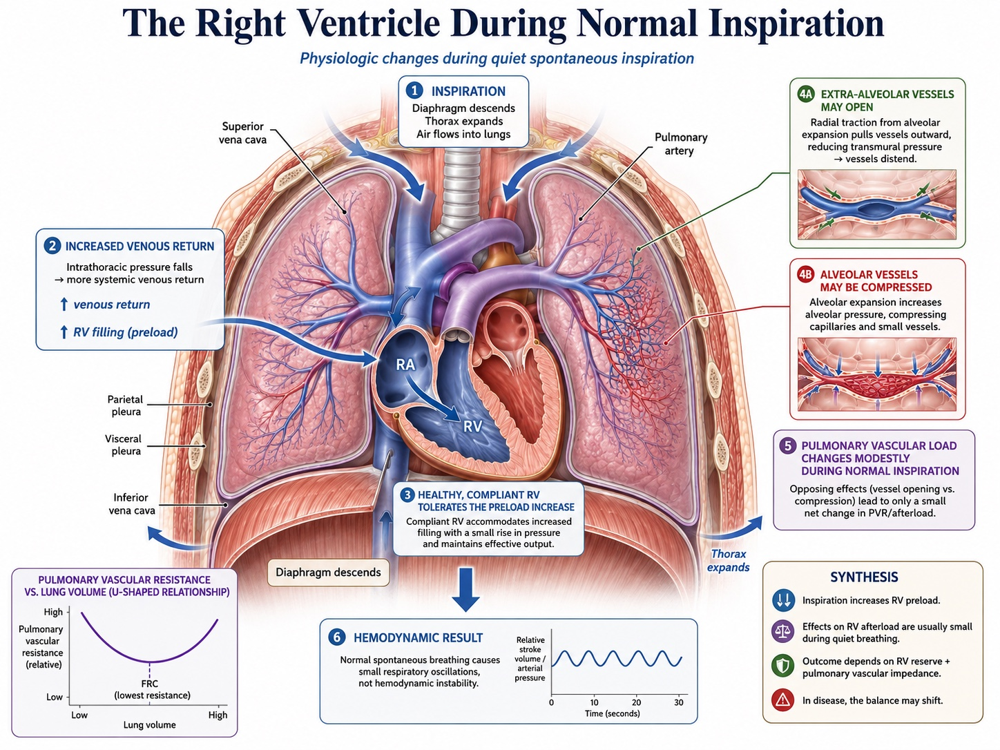 The Right Ventricle During Normal Inspiration
Physiologic changes during quiet spontaneous inspiration
1 INSPIRATION
Diaphragm descends
Thorax expands
Air flows into lungs
Superior
vena cava
Pulmonary
artery
2 INCREASED VENOUS RETURN
Intrathoracic pressure falls
→ more systemic venous return
↑ venous return
↑ RV filling (preload)
4A EXTRA-ALVEOLAR VESSELS
MAY OPEN
Radial traction from alveolar
expansion pulls vessels outward,
reducing transmural pressure
→ vessels distend.
4B ALVEOLAR VESSELS
MAY BE COMPRESSED
Alveolar expansion increases
alveolar pressure, compressing
capillaries and small vessels.
RA
RV
Parietal
pleura
Visceral
pleura
Inferior
vena cava
3 HEALTHY, COMPLIANT RV
TOLERATES THE PRELOAD INCREASE
Compliant RV accommodates increased
filling with a small rise in pressure
and maintains effective output.
5 PULMONARY VASCULAR LOAD
CHANGES MODESTLY
DURING NORMAL INSPIRATION
Opposing effects (vessel opening vs.
compression) lead to only a small
net change in PVR/afterload.
Thorax
expands
Diaphragm descends
PULMONARY VASCULAR RESISTANCE
VS. LUNG VOLUME (U-SHAPED RELATIONSHIP)
High
Pulmonary
vascular
resistance
(relative)
Low
FRC
(lowest resistance)
Low
High
Lung volume
6 HEMODYNAMIC RESULT
Normal spontaneous breathing causes
small respiratory oscillations,
not hemodynamic instability.
Relative
stroke
volume /
arterial
pressure
0 10 20 30
Time (seconds)
SYNTHESIS
Inspiration increases RV preload.
Effects on RV afterload are usually small
during quiet breathing.
Outcome depends on RV reserve +
pulmonary vascular impedance.
In disease, the balance may shift.